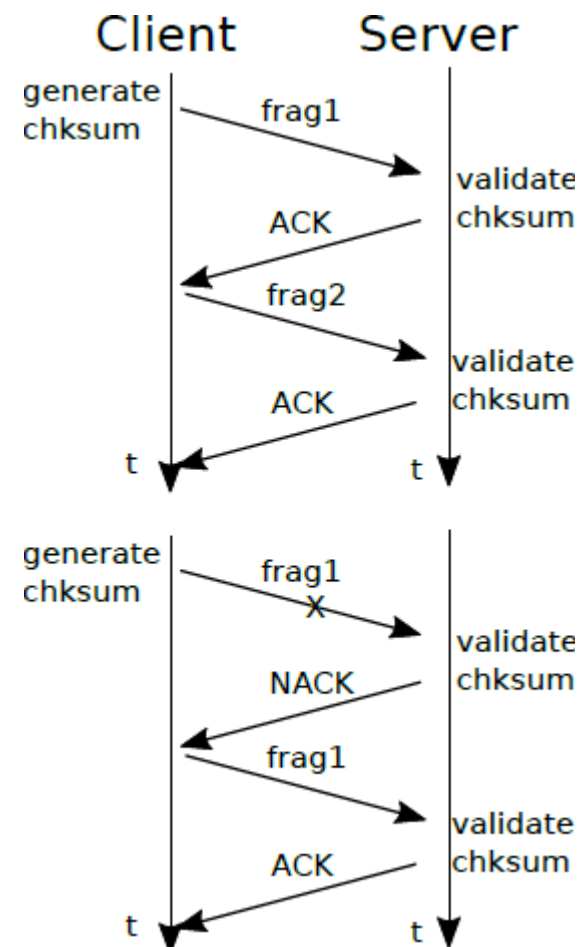 Client Server
generate
chksum
frag1
validate
chksum
ACK
frag2
validate
chksum
ACK
t
t
generate
chksum
frag1
X
validate
chksum
NACK
frag1
validate
chksum
ACK
t
t